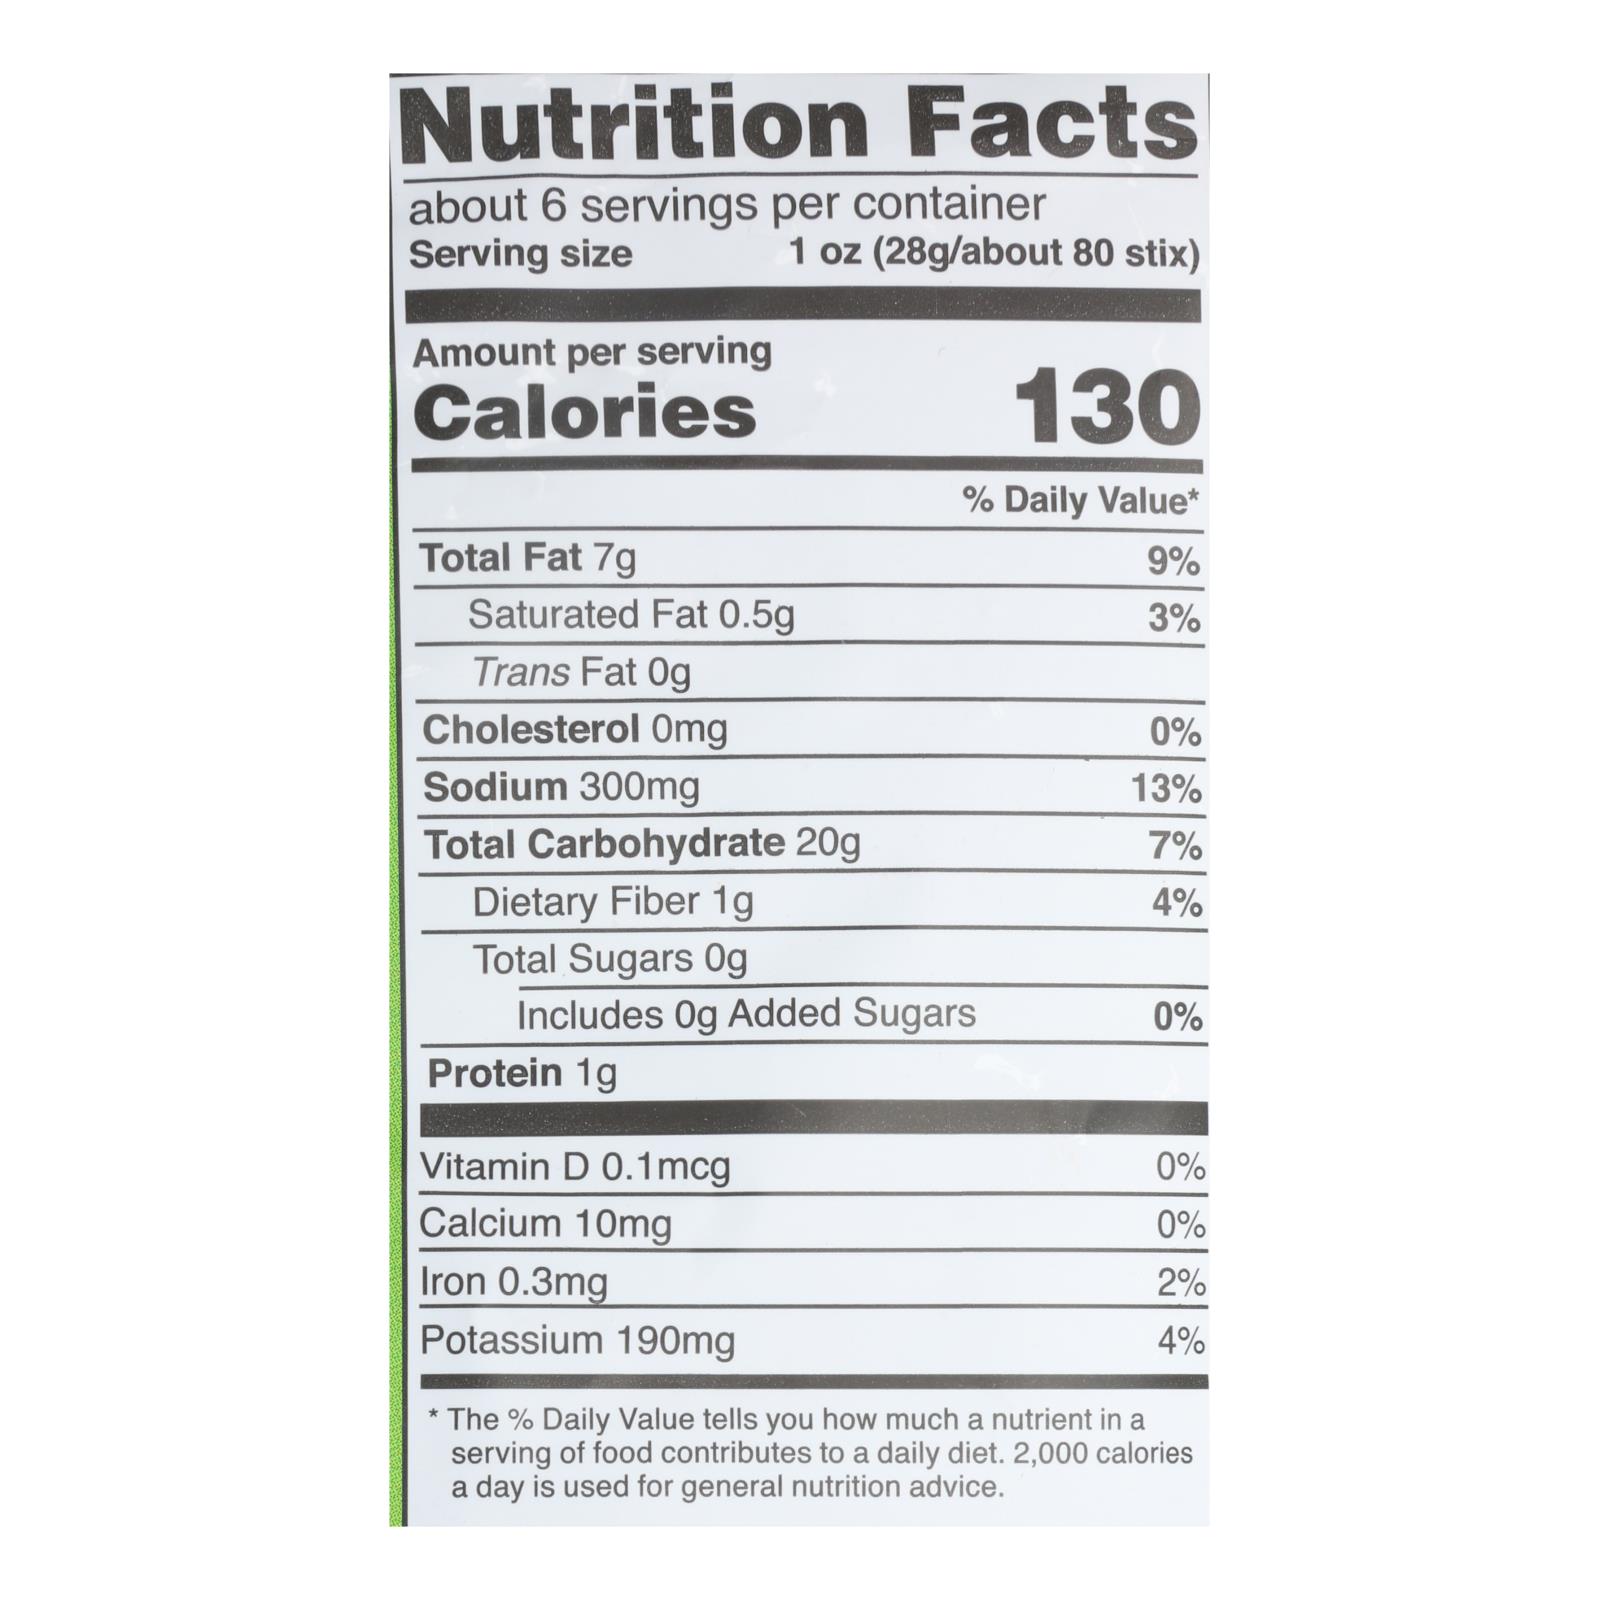 Nutrition Facts
about 6 servings per container
Serving size 1 oz (28g/about 80 stix)
Amount per serving
Calories 130
% Daily Value*
Total Fat 7g 9%
Saturated Fat 0.5g 3%
Trans Fat 0g
Cholesterol 0mg 0%
Sodium 300mg 13%
Total Carbohydrate 20g 7%
Dietary Fiber 1g 4%
Total Sugars 0g
Includes 0g Added Sugars 0%
Protein 1g
Vitamin D 0.1mcg 0%
Calcium 10mg 0%
Iron 0.3mg 2%
Potassium 190mg 4%
* The % Daily Value tells you how much a nutrient in a
serving of food contributes to a daily diet. 2,000 calories
a day is used for general nutrition advice.